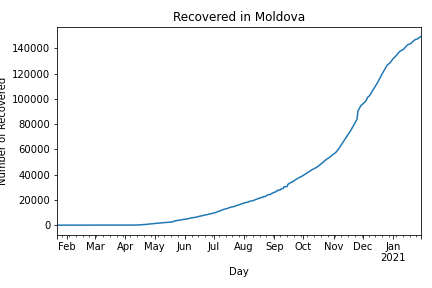 Recovered in Moldova
Number of Recovered
140000
120000
100000
80000
60000
40000
20000
0
Feb Mar Apr May Jun Jul Aug Sep Oct Nov Dec Jan
2021
Day